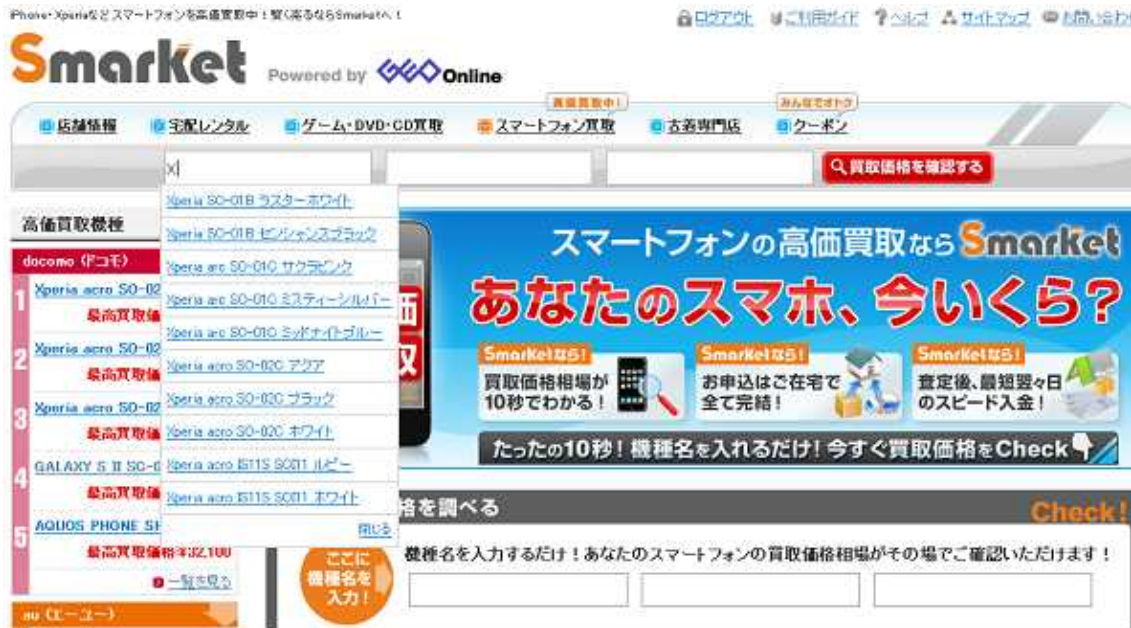 iPhone・Xperiaなどスマートフォンを高価買取中！賢く売るならSmarketへ！
ログアウト ご利用ガイド ヘルプ サイトマップ お問い合わ
Smarket Powered by GEO Online
高価買取中！ みんなでオトク
店舗情報 宅配レンタル ゲーム・DVD・CD買取 スマートフォン買取 古着専門店 クーポン
x 買取価格を確認する
Xperia SO-01B ラスターホワイト
Xperia SO-01B センシャスブラック
Xperia arc SO-01C サクラピンク
Xperia arc SO-01C ミスティーシルバー
Xperia arc SO-01C ミッドナイトブルー
Xperia acro SO-02C アクア
Xperia acro SO-02C ブラック
Xperia acro SO-02C ホワイト
Xperia acro IS11S SOI11 ルビー
Xperia acro IS11S SOI11 ホワイト
閉じる
高価買取機種
docomo（ドコモ）
1 Xperia acro SO-02
最高買取価
2 Xperia acro SO-02
最高買取価
3 Xperia acro SO-02
最高買取価
4 GALAXY S II SC-0
最高買取価
5 AQUOS PHONE SH
最高買取価格¥32,100
一覧を見る
au（エーユー）
価
取
スマートフォンの高価買取ならSmarket
あなたのスマホ、今いくら？
Smarketなら！ Smarketなら！ Smarketなら！
買取価格相場が お申込はご在宅で 査定後、最短翌々日
10秒でわかる！ 全て完結！ のスピード入金！
たったの10秒！機種名を入れるだけ！今すぐ買取価格をCheck
格を調べる Check!
ここに
機種名を
入力！
機種名を入力するだけ！あなたのスマートフォンの買取価格相場がその場でご確認いただけます！